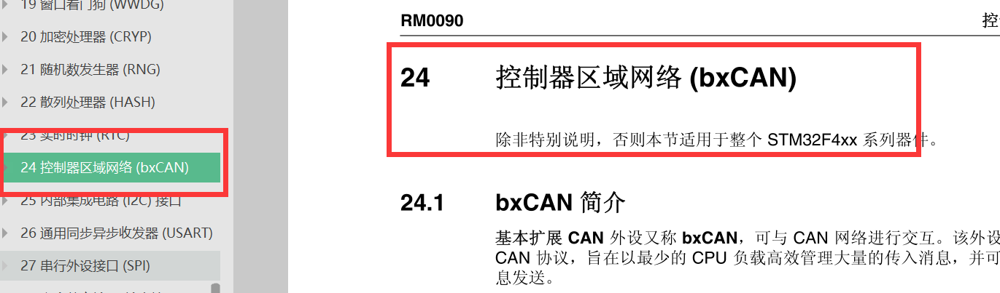 19 窗口看门狗 (WWDG)
20 加密处理器 (CRYP)
21 随机数发生器 (RNG)
22 散列处理器 (HASH)
23 实时时钟 (RTC)
24 控制器区域网络 (bxCAN)
25 内部集成电路 (I2C) 接口
26 通用同步异步收发器 (USART)
27 串行外设接口 (SPI)
RM0090
控
24 控制器区域网络 (bxCAN)
除非特别说明，否则本节适用于整个 STM32F4xx 系列器件。
24.1 bxCAN 简介
基本扩展 CAN 外设又称 bxCAN，可与 CAN 网络进行交互。该外设
CAN 协议，旨在以最少的 CPU 负载高效管理大量的传入消息，并可
息发送。